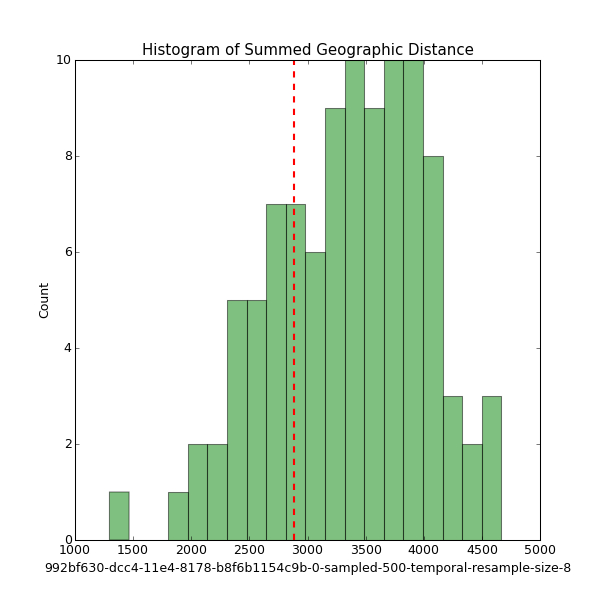 Histogram of Summed Geographic Distance
10
8
6
4
2
0
Count
1000 1500 2000 2500 3000 3500 4000 4500 5000
992bf630-dcc4-11e4-8178-b8f6b1154c9b-0-sampled-500-temporal-resample-size-8